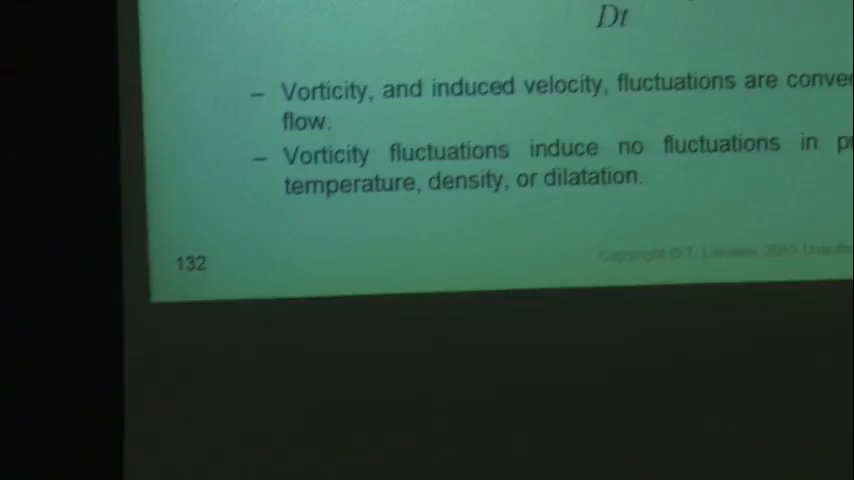 Dt
– Vorticity, and induced velocity, fluctuations are
flow.
– Vorticity fluctuations induce no fluctuations in
temperature, density, or dilatation.
132
Copyright © T.